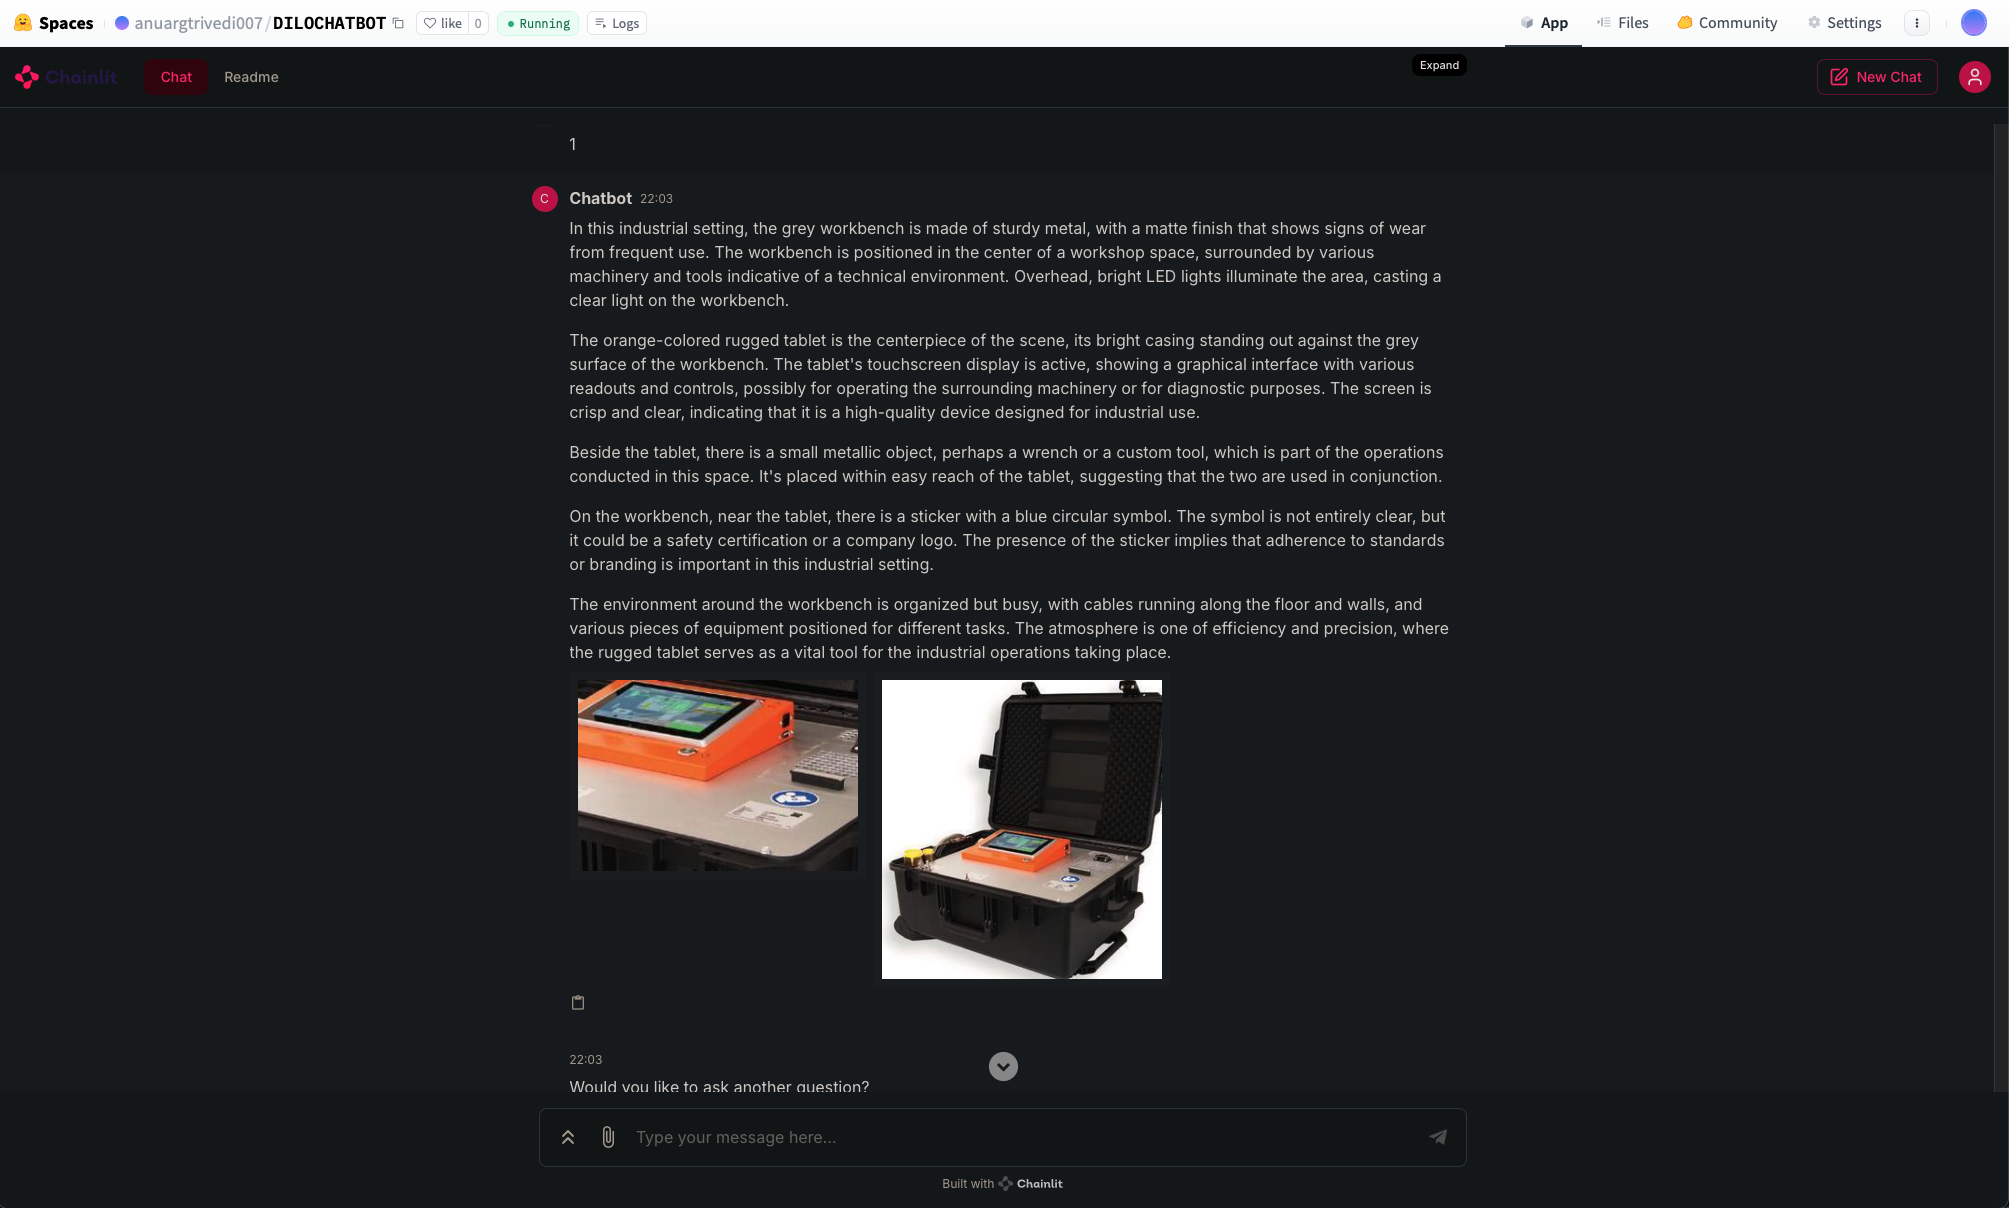 Spaces
anuargtrivedi007/DILOCHATBOT
like 0
Running
Logs
App
Files
Community
Settings
Chainlit
Chat
Readme
Expand
New Chat
1
C
Chatbot 22:03
In this industrial setting, the grey workbench is made of sturdy metal, with a matte finish that shows signs of wear
from frequent use. The workbench is positioned in the center of a workshop space, surrounded by various
machinery and tools indicative of a technical environment. Overhead, bright LED lights illuminate the area, casting a
clear light on the workbench.
The orange-colored rugged tablet is the centerpiece of the scene, its bright casing standing out against the grey
surface of the workbench. The tablet's touchscreen display is active, showing a graphical interface with various
readouts and controls, possibly for operating the surrounding machinery or for diagnostic purposes. The screen is
crisp and clear, indicating that it is a high-quality device designed for industrial use.
Beside the tablet, there is a small metallic object, perhaps a wrench or a custom tool, which is part of the operations
conducted in this space. It's placed within easy reach of the tablet, suggesting that the two are used in conjunction.
On the workbench, near the tablet, there is a sticker with a blue circular symbol. The symbol is not entirely clear, but
it could be a safety certification or a company logo. The presence of the sticker implies that adherence to standards
or branding is important in this industrial setting.
The environment around the workbench is organized but busy, with cables running along the floor and walls, and
various pieces of equipment positioned for different tasks. The atmosphere is one of efficiency and precision, where
the rugged tablet serves as a vital tool for the industrial operations taking place.
22:03
Would you like to ask another question?
Type your message here...
Built with Chainlit